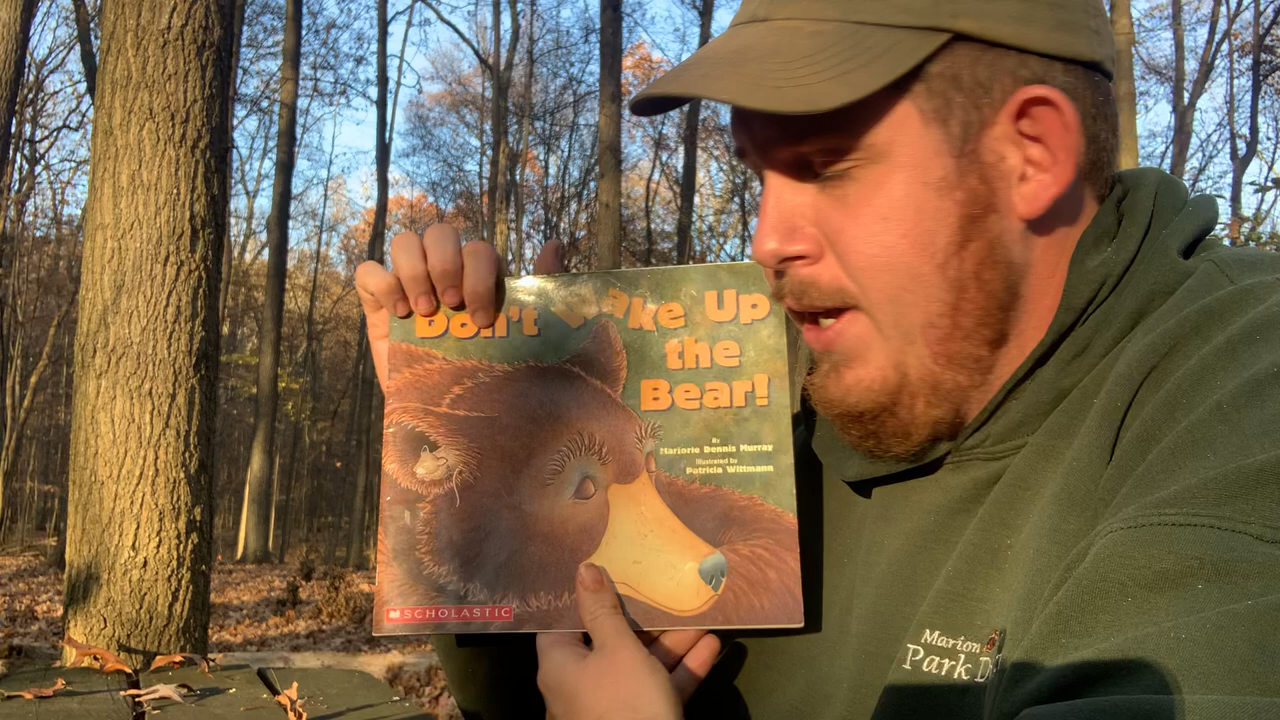 Don't Wake Up
the
Bear!
By
Marjorie Dennis Murray
Illustrated by
Patricia Wittmann
SCHOLASTIC
Marion
Park